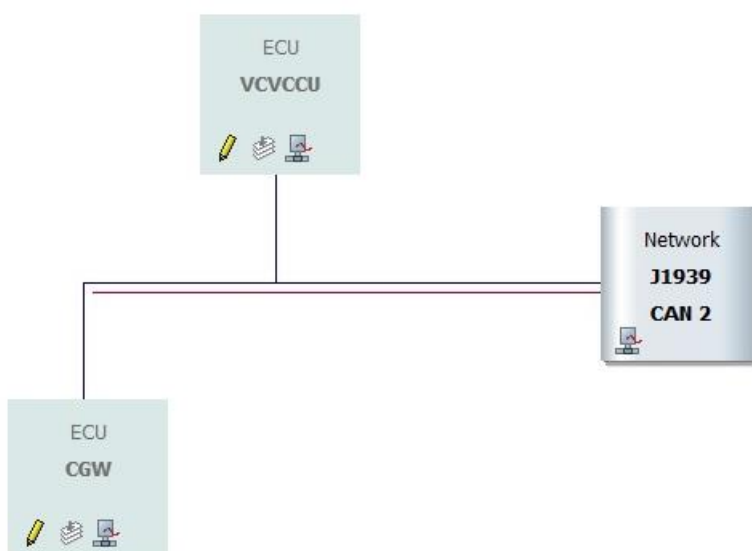 ECU
VCVCCU
Network
J1939
CAN 2
ECU
CGW